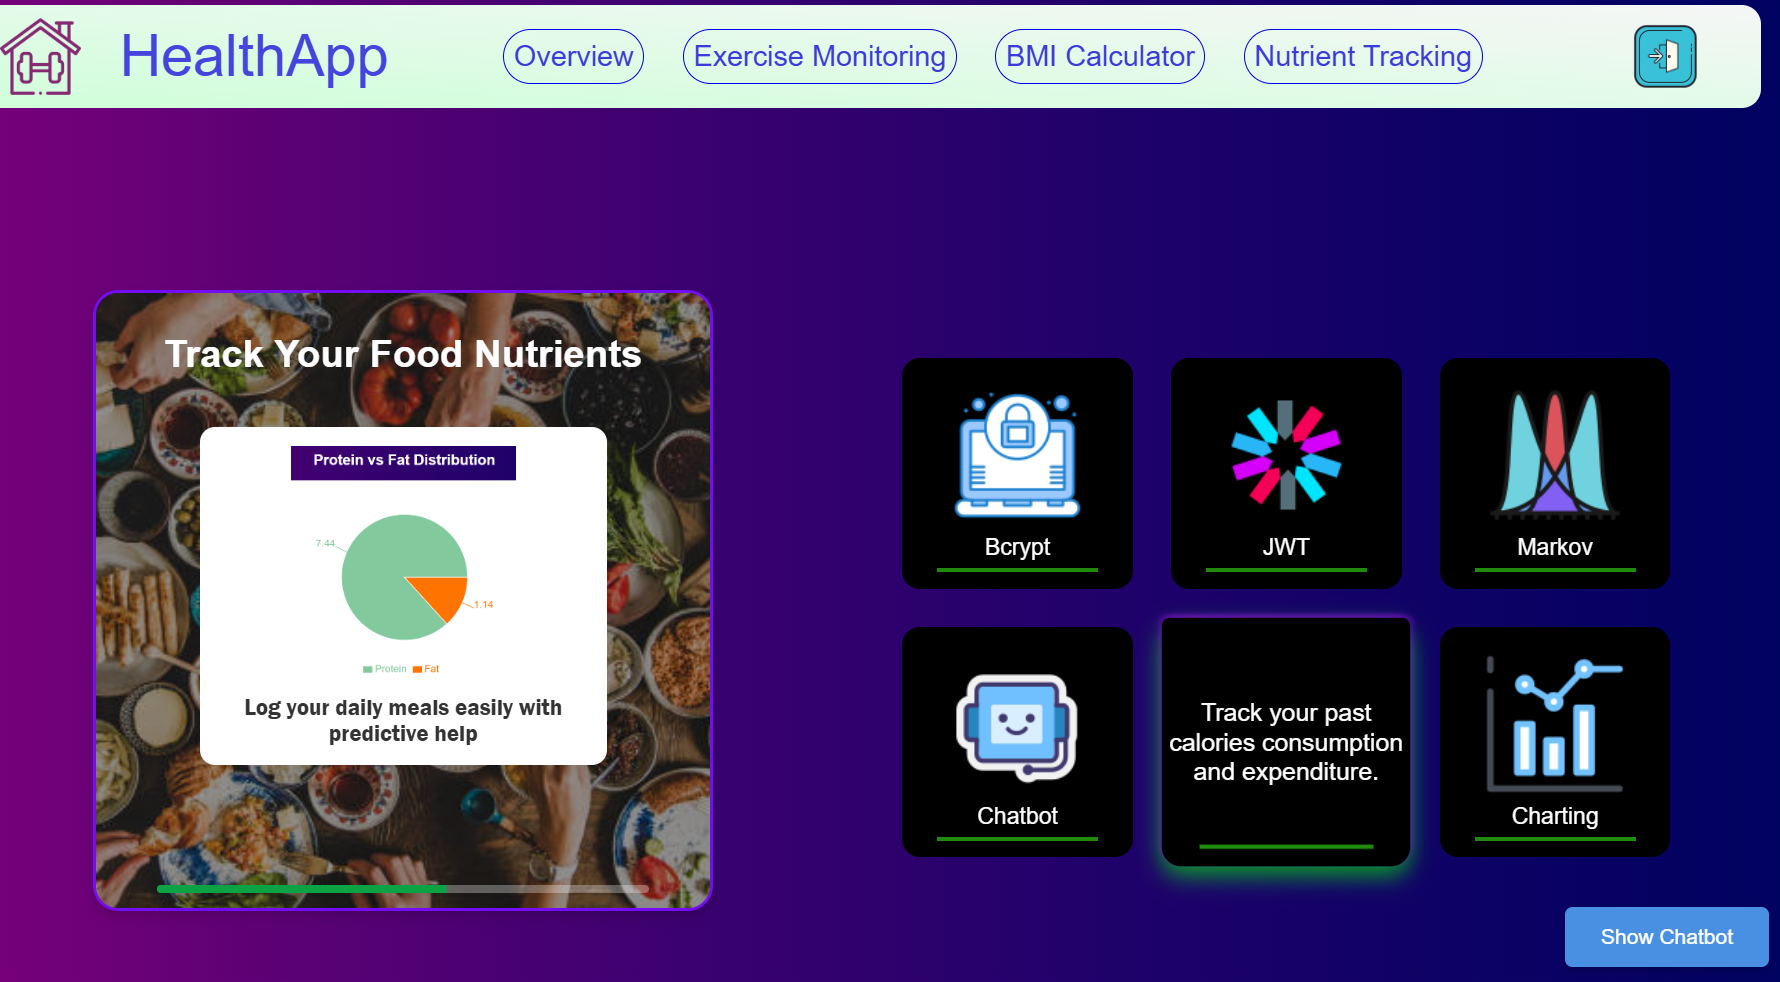 HealthApp
Overview
Exercise Monitoring
BMI Calculator
Nutrient Tracking
Track Your Food Nutrients
Protein vs Fat Distribution
7.44
1.14
Protein Fat
Log your daily meals easily with
predictive help
Bcrypt
JWT
Markov
Chatbot
Track your past
calories consumption
and expenditure.
Charting
Show Chatbot